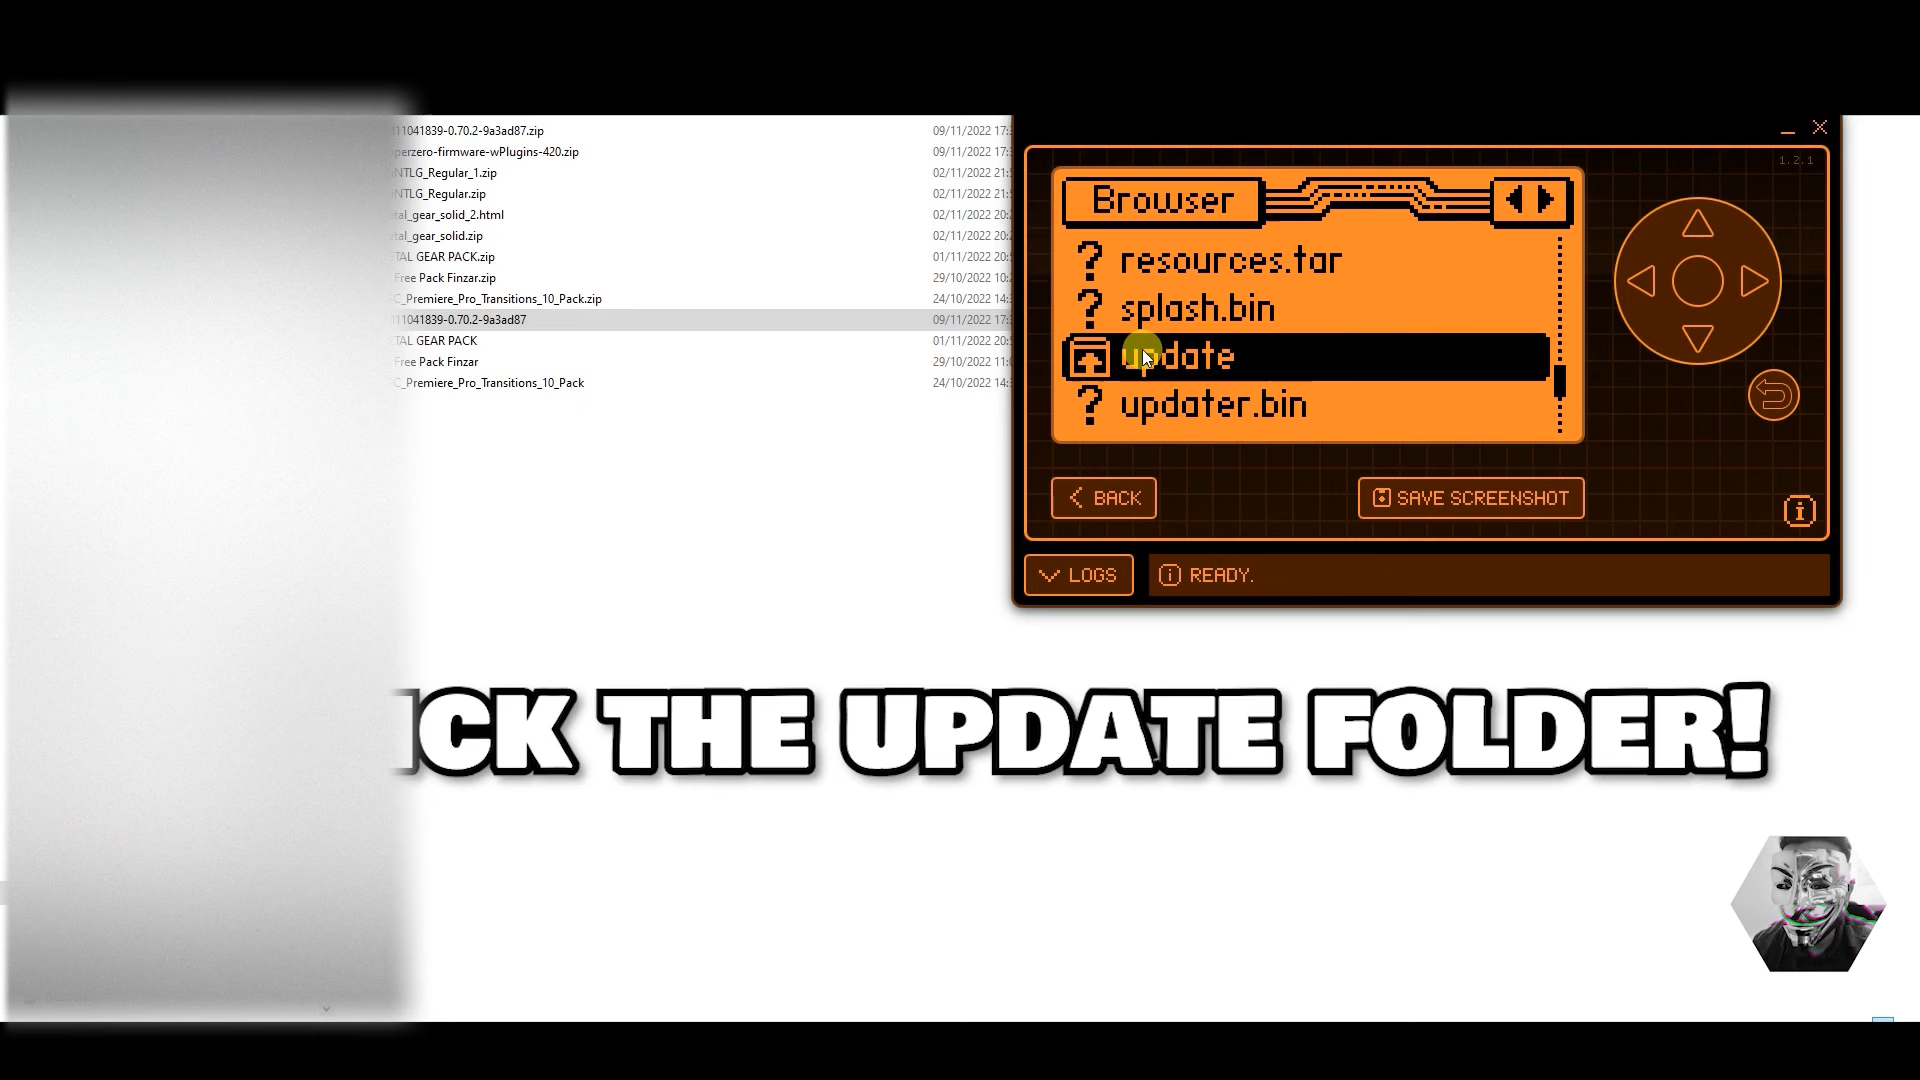 11041839-0.70.2-9a3ad87.zip 09/11/2022 17:
perzero-firmware-wPlugins-420.zip 09/11/2022 17:
NTLG_Regular_1.zip 02/11/2022 21:
NTLG_Regular.zip 02/11/2022 21:
tal_gear_solid_2.html 02/11/2022 20:
tal_gear_solid.zip 02/11/2022 20:
TAL GEAR PACK.zip 01/11/2022 20:
Free Pack Finzar.zip 29/10/2022 10:
C_Premiere_Pro_Transitions_10_Pack.zip 24/10/2022 14:
11041839-0.70.2-9a3ad87 09/11/2022 17:
TAL GEAR PACK 01/11/2022 20:
Free Pack Finzar 29/10/2022 11:
C_Premiere_Pro_Transitions_10_Pack 24/10/2022 14:
1.2.1
Browser
? resources.tar
? splash.bin
update
? updater.bin
BACK
SAVE SCREENSHOT
LOGS
READY.
ICK THE UPDATE FOLDER!